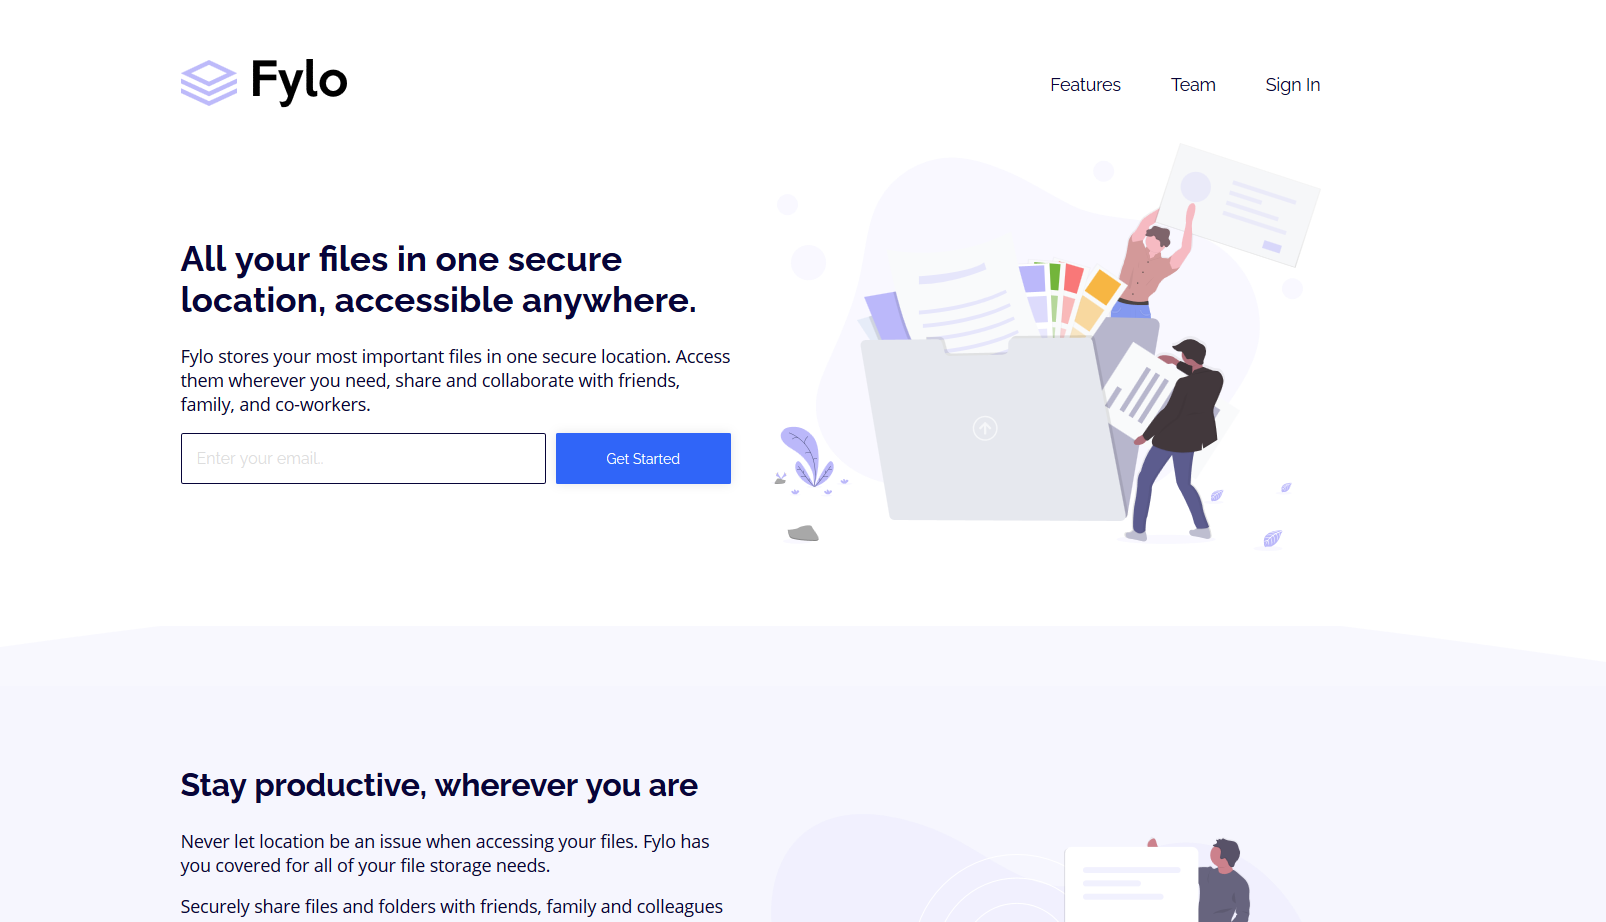 Fylo
Features
Team
Sign In
All your files in one secure
location, accessible anywhere.
Fylo stores your most important files in one secure location. Access
them wherever you need, share and collaborate with friends,
family, and co-workers.
Enter your email..
Get Started
Stay productive, wherever you are
Never let location be an issue when accessing your files. Fylo has
you covered for all of your file storage needs.
Securely share files and folders with friends, family and colleagues